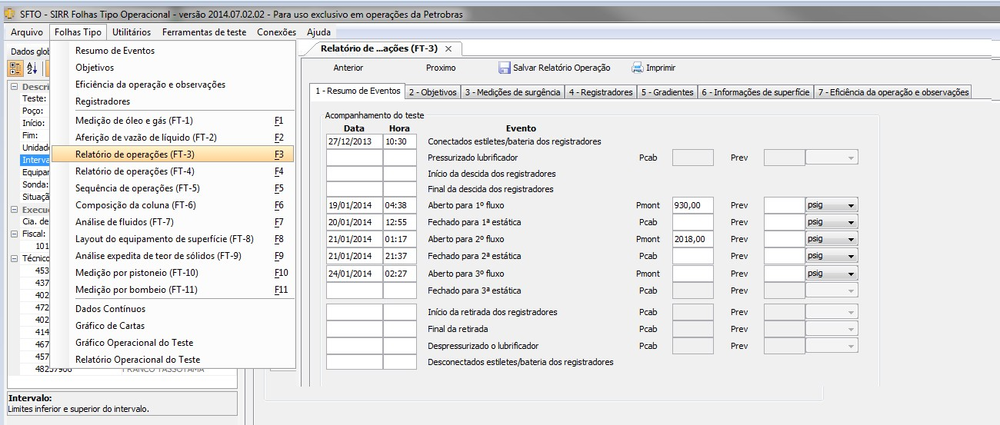 SFTO - SIRR Folhas Tipo Operacional - versão 2014.07.02.02 - Para uso exclusivo em operações da Petrobras
Arquivo Folhas Tipo Utilitários Ferramentas de teste Conexões Ajuda
Dados glob
Descri
Teste:
Poço:
Início:
Fim:
Unidad
Interva
Equipar
Sonda:
Situaçã
Execu
Cia. de
Fiscal:
101
Técnico
453
437
402
472
402
414
467
457
48257906 FRANCO TASSOYAMA
Intervalo:
Limites inferior e superior do intervalo.
Resumo de Eventos
Objetivos
Eficiência da operação e observações
Registradores
Medição de óleo e gás (FT-1) F1
Aferição de vazão de líquido (FT-2) F2
Relatório de operações (FT-3) F3
Relatório de operações (FT-4) F4
Sequência de operações (FT-5) F5
Composição da coluna (FT-6) F6
Análise de fluidos (FT-7) F7
Layout do equipamento de superfície (FT-8) F8
Análise expedita de teor de sólidos (FT-9) F9
Medição por pistoneio (FT-10) F10
Medição por bombeio (FT-11) F11
Dados Contínuos
Gráfico de Cartas
Gráfico Operacional do Teste
Relatório Operacional do Teste
Relatório de ...ações (FT-3)
Anterior Proximo Salvar Relatório Operação Imprimir
1 - Resumo de Eventos 2 - Objetivos 3 - Medições de surgência 4 - Registradores 5 - Gradientes 6 - Informações de superfície 7 - Eficiência da operação e observações
Acompanhamento do teste
Data Hora Evento
27/12/2013 10:30 Conectados estiletes/bateria dos registradores
Pressurizado lubrificador Pcab Prev
Início da descida dos registradores
Final da descida dos registradores
19/01/2014 04:38 Aberto para 1º fluxo Pmont 930,00 Prev psig
20/01/2014 12:55 Fechado para 1ª estática Pcab Prev psig
21/01/2014 01:17 Aberto para 2º fluxo Pmont 2018,00 Prev psig
21/01/2014 21:37 Fechado para 2ª estática Pcab Prev psig
24/01/2014 02:27 Aberto para 3º fluxo Pmont Prev psig
Fechado para 3ª estática Pcab Prev
Início da retirada dos registradores Pcab Prev
Final da retirada Pcab Prev
Despressurizado o lubrificador Pcab Prev
Desconectados estiletes/bateria dos registradores